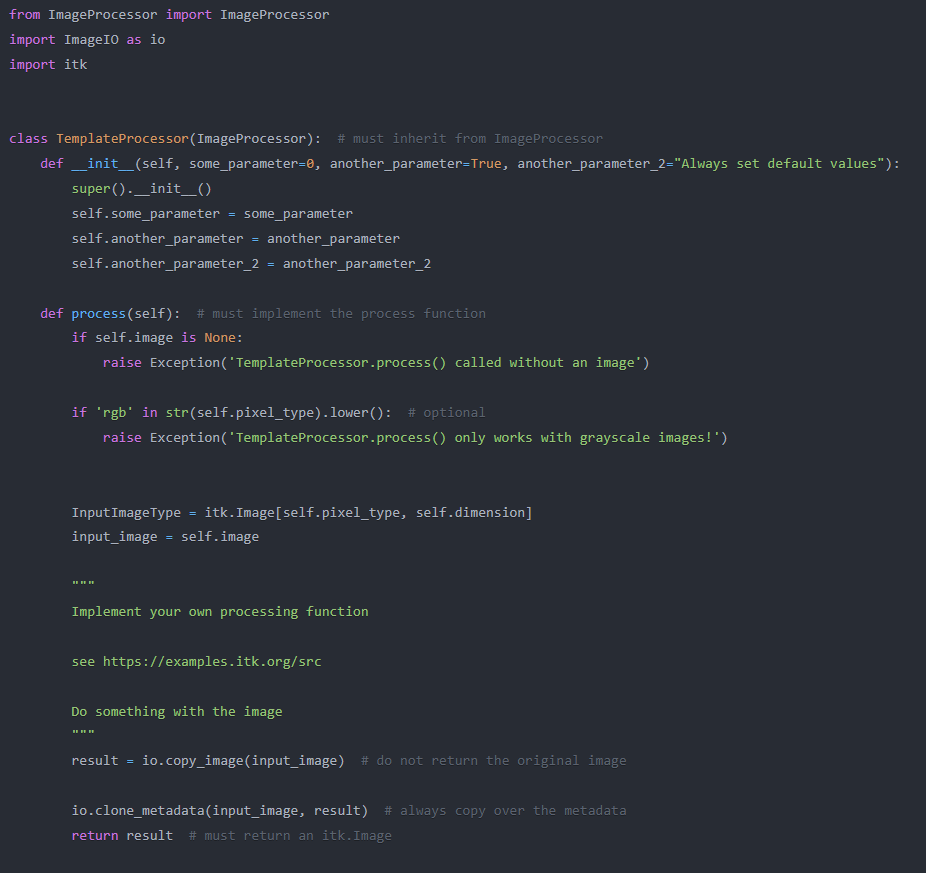 from ImageProcessor import ImageProcessor
import ImageIO as io
import itk
class TemplateProcessor(ImageProcessor):  # must inherit from ImageProcessor
    def __init__(self, some_parameter=0, another_parameter=True, another_parameter_2="Always set default values"):
        super().__init__()
        self.some_parameter = some_parameter
        self.another_parameter = another_parameter
        self.another_parameter_2 = another_parameter_2
    def process(self):  # must implement the process function
        if self.image is None:
            raise Exception('TemplateProcessor.process() called without an image')
        if 'rgb' in str(self.pixel_type).lower():  # optional
            raise Exception('TemplateProcessor.process() only works with grayscale images!')
        InputImageType = itk.Image[self.pixel_type, self.dimension]
        input_image = self.image
        """
        Implement your own processing function
        see https://examples.itk.org/src
        Do something with the image
        """
        result = io.copy_image(input_image)  # do not return the original image
        io.clone_metadata(input_image, result)  # always copy over the metadata
        return result  # must return an itk.Image